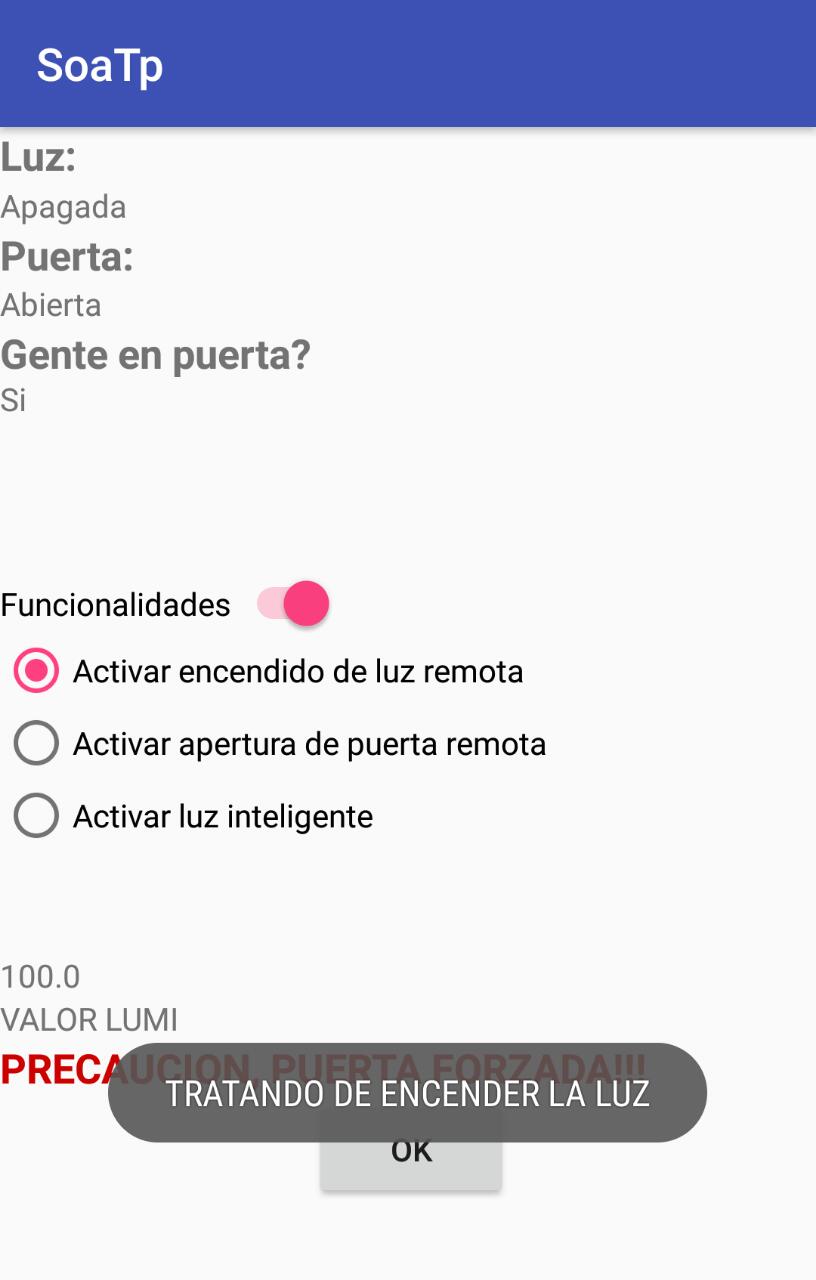 SoaTp
Luz:
Apagada
Puerta:
Abierta
Gente en puerta?
Si
Funcionalidades
Activar encendido de luz remota
Activar apertura de puerta remota
Activar luz inteligente
100.0
VALOR LUMI
PRECAUCION, PUERTA FORZADA!!!
TRATANDO DE ENCENDER LA LUZ
OK